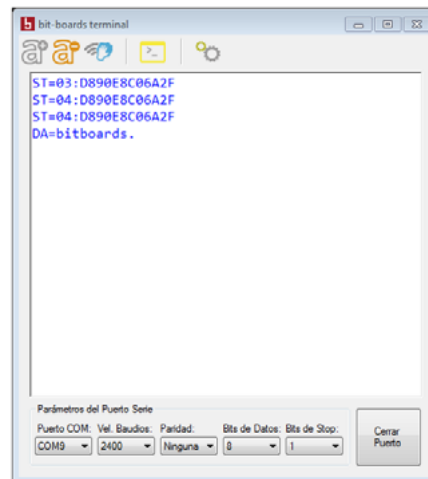 bit-boards terminal
ST=03:D890E8C06A2F
ST=04:D890E8C06A2F
ST=04:D890E8C06A2F
DA=bitboards.
Parámetros del Puerto Serie
Puerto COM: Vel. Baudios: Paridad: Bits de Datos: Bits de Stop:
COM9 2400 Ninguna 8 1
Cerrar
Puerto